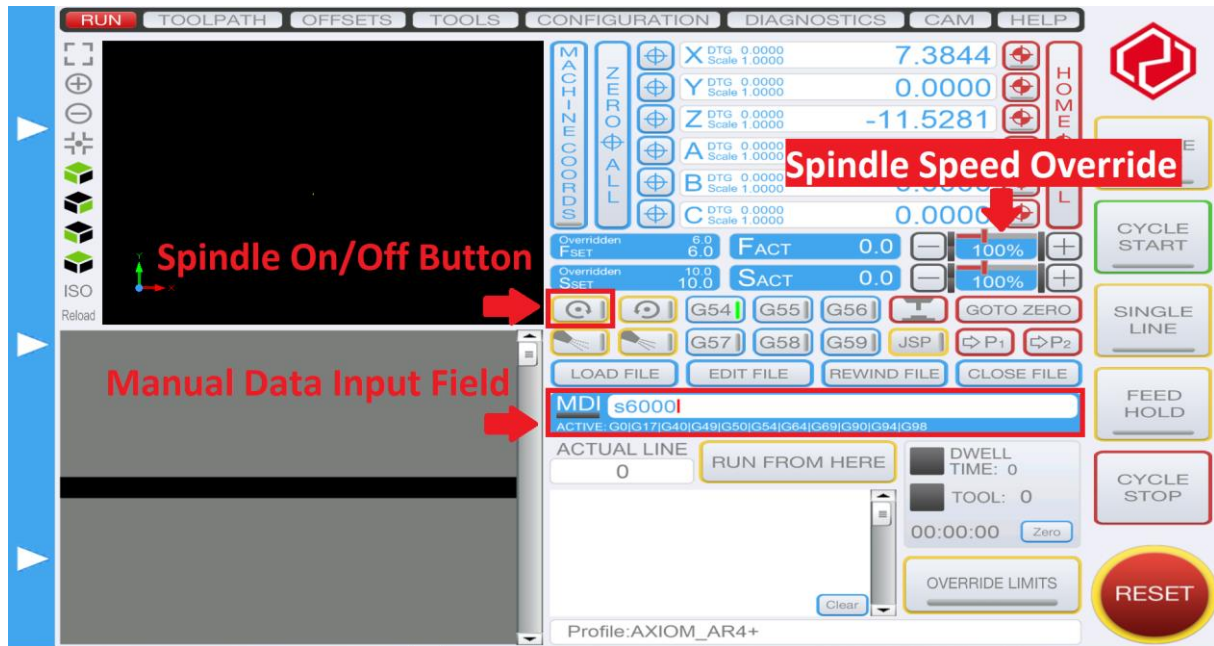 RUN TOOLPATH OFFSETS TOOLS CONFIGURATION DIAGNOSTICS CAM HELP
MACHINE COORDS
ZERO ALL
X DTG 0.0000 Scale 1.0000 7.3844
Y DTG 0.0000 Scale 1.0000 0.0000
Z DTG 0.0000 Scale 1.0000 -11.5281
A DTG 0.0000 Scale 1.0000
B DTG 0.0000 Scale 1.0000
C DTG 0.0000 Scale 1.0000 0.0000
HOME
L
Spindle Speed Override
E
Spindle On/Off Button
Y
X
ISO
Reload
Overridden 6.0
FSET 6.0
FACT 0.0
100%
Overridden 10.0
SSET 10.0
SACT 0.0
100%
G54 G55 G56 GOTO ZERO
G57 G58 G59 JSP P1 P2
LOAD FILE EDIT FILE REWIND FILE CLOSE FILE
Manual Data Input Field
MDI s6000
ACTIVE: G0|G17|G40|G49|G50|G54|G64|G69|G90|G94|G98
ACTUAL LINE
0
RUN FROM HERE
DWELL
TIME: 0
TOOL: 0
00:00:00 Zero
Clear
OVERRIDE LIMITS
Profile:AXIOM_AR4+
CYCLE
START
SINGLE
LINE
FEED
HOLD
CYCLE
STOP
RESET